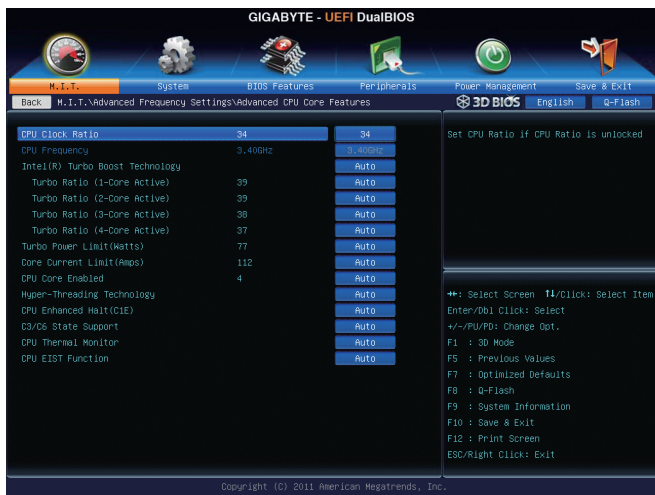 GIGABYTE - UEFI DualBIOS
M.I.T. System BIOS Features Peripherals Power Management Save & Exit
Back M.I.T.\Advanced Frequency Settings\Advanced CPU Core Features 3D BIOS English Q-Flash
CPU Clock Ratio 34 34
CPU Frequency 3.40GHz 3.40GHz
Intel(R) Turbo Boost Technology Auto
Turbo Ratio (1-Core Active) 39 Auto
Turbo Ratio (2-Core Active) 39 Auto
Turbo Ratio (3-Core Active) 38 Auto
Turbo Ratio (4-Core Active) 37 Auto
Turbo Power Limit(Watts) 77 Auto
Core Current Limit(Amps) 112 Auto
CPU Core Enabled 4 Auto
Hyper-Threading Technology Auto
CPU Enhanced Halt(C1E) Auto
C3/C6 State Support Auto
CPU Thermal Monitor Auto
CPU EIST Function Auto
Set CPU Ratio if CPU Ratio is unlocked
→←: Select Screen ↑↓/Click: Select Item
Enter/Dbl Click: Select
+/-/PU/PD: Change Opt.
F1 : 3D Mode
F5 : Previous Values
F7 : Optimized Defaults
F8 : Q-Flash
F9 : System Information
F10 : Save & Exit
F12 : Print Screen
ESC/Right Click: Exit
Copyright (C) 2011 American Megatrends, Inc.